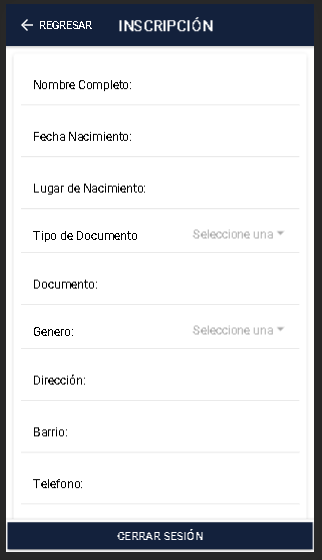 ← REGRESAR INSCRIPCIÓN
Nombre Completo:
Fecha Nacimiento:
Lugar de Nacimiento:
Tipo de Documento Seleccione una
Documento:
Genero: Seleccione una
Dirección:
Barrio:
Telefono:
CERRAR SESIÓN